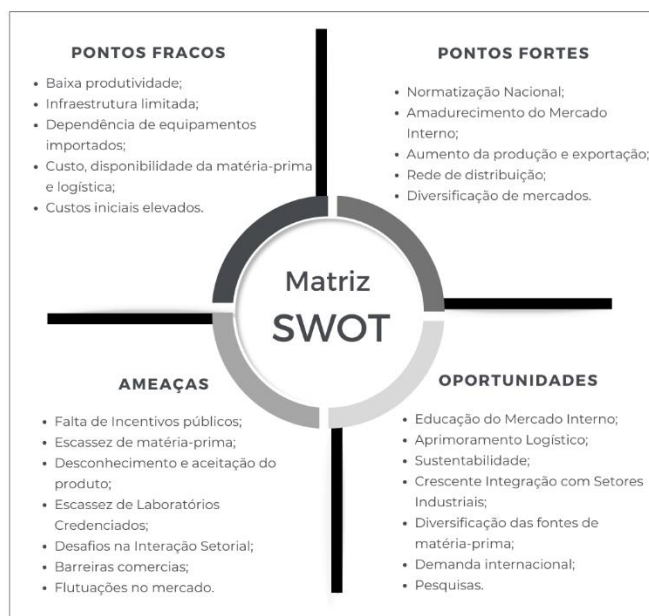 PONTOS FRACOS
• Baixa produtividade;
• Infraestrutura limitada;
• Dependência de equipamentos
importados;
• Custo, disponibilidade da matéria-prima
e logística;
• Custos iniciais elevados.
PONTOS FORTES
• Normatização Nacional;
• Amadurecimento do Mercado
Interno;
• Aumento da produção e exportação;
• Rede de distribuição;
• Diversificação de mercados.
Matriz
SWOT
AMEAÇAS
• Falta de Incentivos públicos;
• Escassez de matéria-prima;
• Desconhecimento e aceitação do
produto;
• Escassez de Laboratórios
Credenciados;
• Desafios na Interação Setorial;
• Barreiras comercias;
• Flutuações no mercado.
OPORTUNIDADES
• Educação do Mercado Interno;
• Aprimoramento Logístico;
• Sustentabilidade;
• Crescente Integração com Setores
Industriais;
• Diversificação das fontes de
matéria-prima;
• Demanda internacional;
• Pesquisas.